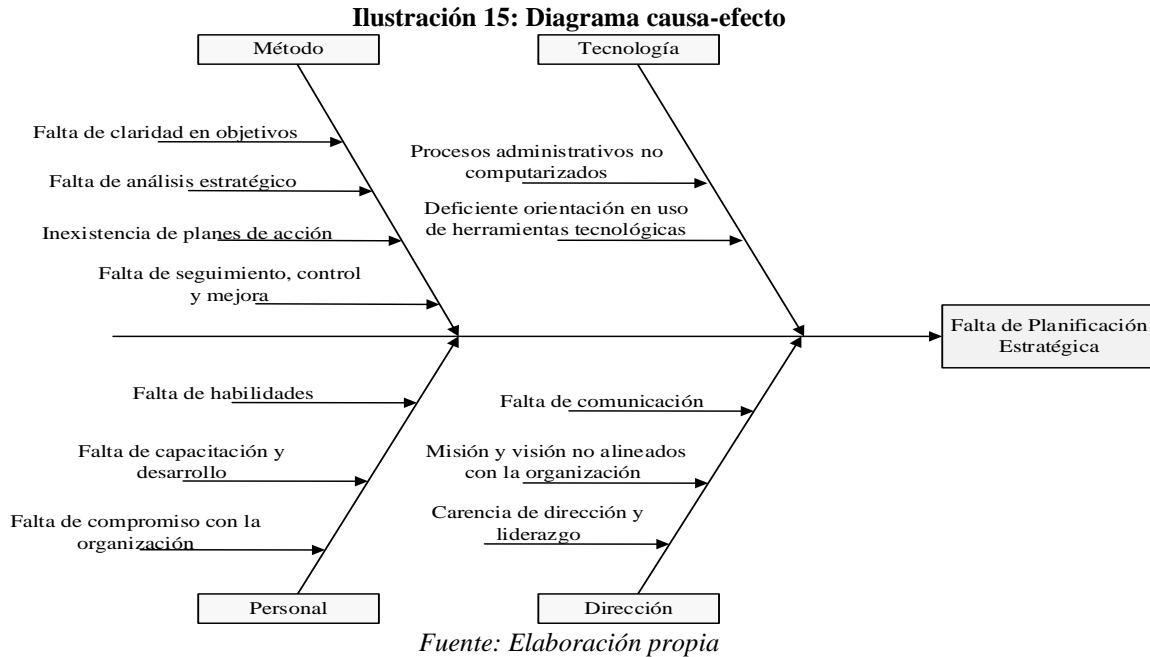 Ilustración 15: Diagrama causa-efecto
Método
Tecnología
Falta de claridad en objetivos
Falta de análisis estratégico
Inexistencia de planes de acción
Falta de seguimiento, control
y mejora
Procesos administrativos no
computarizados
Deficiente orientación en uso
de herramientas tecnológicas
Falta de Planificación
Estratégica
Falta de habilidades
Falta de capacitación y
desarrollo
Falta de compromiso con la
organización
Falta de comunicación
Misión y visión no alineados
con la organización
Carencia de dirección y
liderazgo
Personal
Dirección
Fuente: Elaboración propia